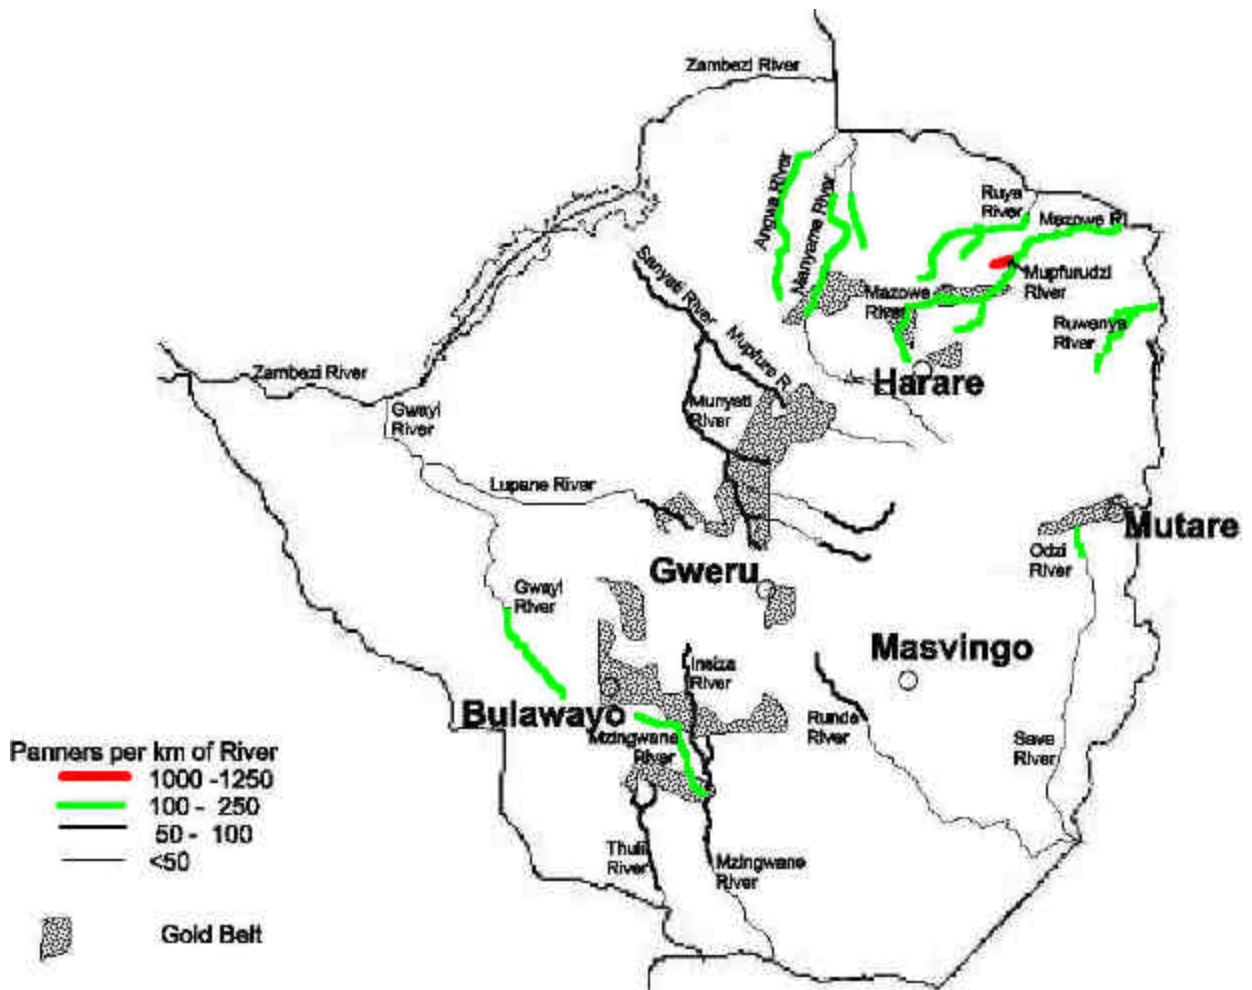 Zambezi River
Angwa River
Manyame River
Ruya
River
Mazowe R.
Mupfurudzi
River
Mazowe
River
Ruwenya
River
Sanyati River
Mupfure R.
Munyati
River
Harare
Zambezi River
Gwayi
River
Lupane River
Mutare
Odzi
River
Gweru
Gwayi
River
Masvingo
Insiza
River
Bulawayo
Mzingwane
River
Runde
River
Save
River
Thuli
River
Mzingwane
River
Panners per km of River
1000 -1250
100 - 250
50 - 100
<50
Gold Belt